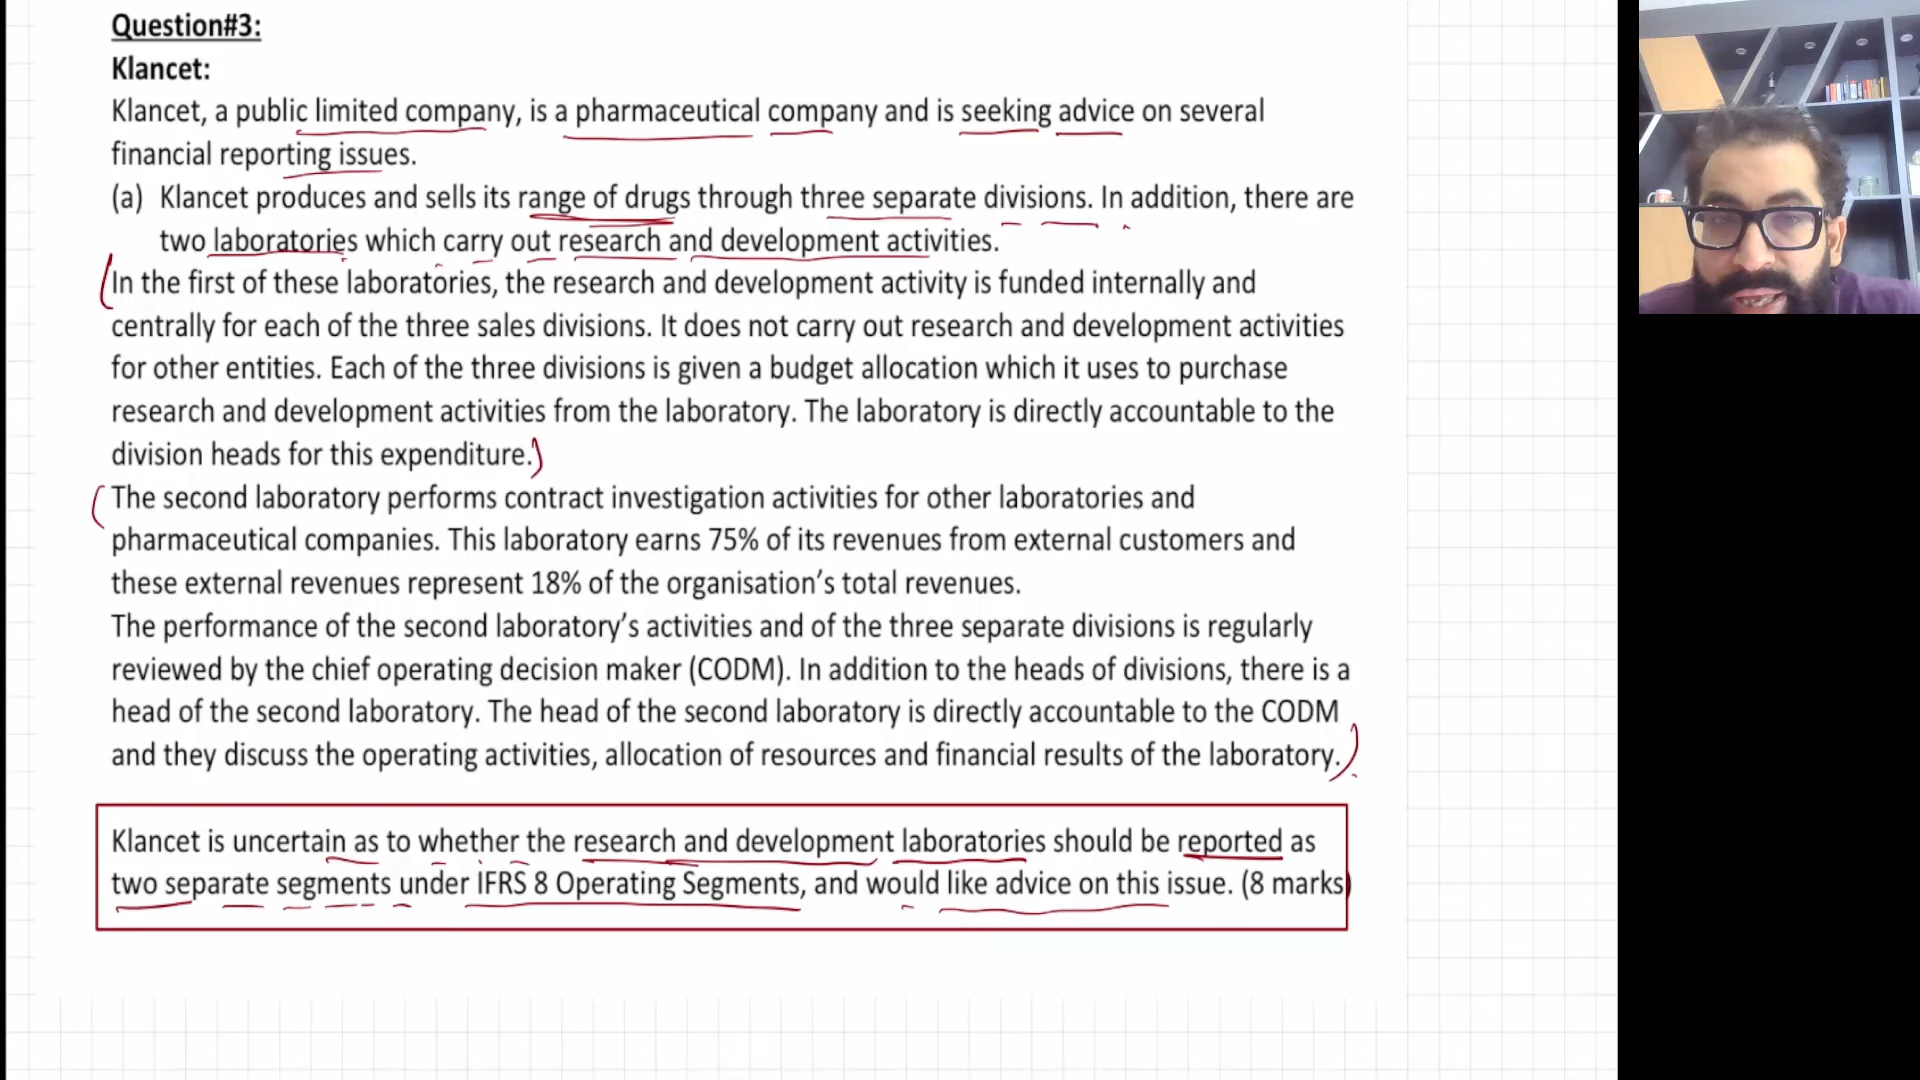 Question#3:
Klancet:
Klancet, a public limited company, is a pharmaceutical company and is seeking advice on several
financial reporting issues.
(a) Klancet produces and sells its range of drugs through three separate divisions. In addition, there are
two laboratories which carry out research and development activities.
In the first of these laboratories, the research and development activity is funded internally and
centrally for each of the three sales divisions. It does not carry out research and development activities
for other entities. Each of the three divisions is given a budget allocation which it uses to purchase
research and development activities from the laboratory. The laboratory is directly accountable to the
division heads for this expenditure.
The second laboratory performs contract investigation activities for other laboratories and
pharmaceutical companies. This laboratory earns 75% of its revenues from external customers and
these external revenues represent 18% of the organisation’s total revenues.
The performance of the second laboratory’s activities and of the three separate divisions is regularly
reviewed by the chief operating decision maker (CODM). In addition to the heads of divisions, there is a
head of the second laboratory. The head of the second laboratory is directly accountable to the CODM
and they discuss the operating activities, allocation of resources and financial results of the laboratory.
Klancet is uncertain as to whether the research and development laboratories should be reported as
two separate segments under IFRS 8 Operating Segments, and would like advice on this issue. (8 marks)